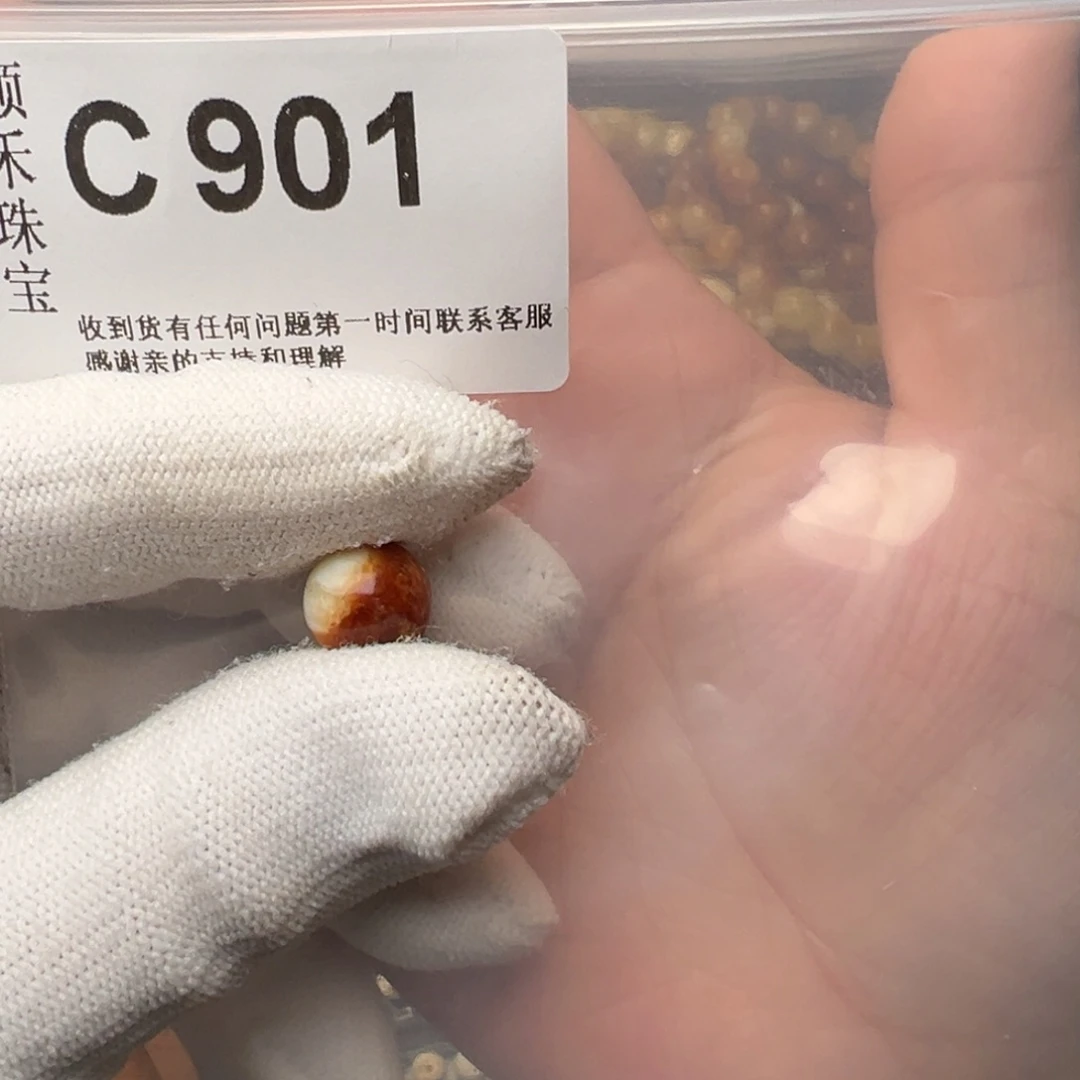 禾珠宝
C901
收到货有任何问题第一时间联系客服
感谢亲的支持和理解